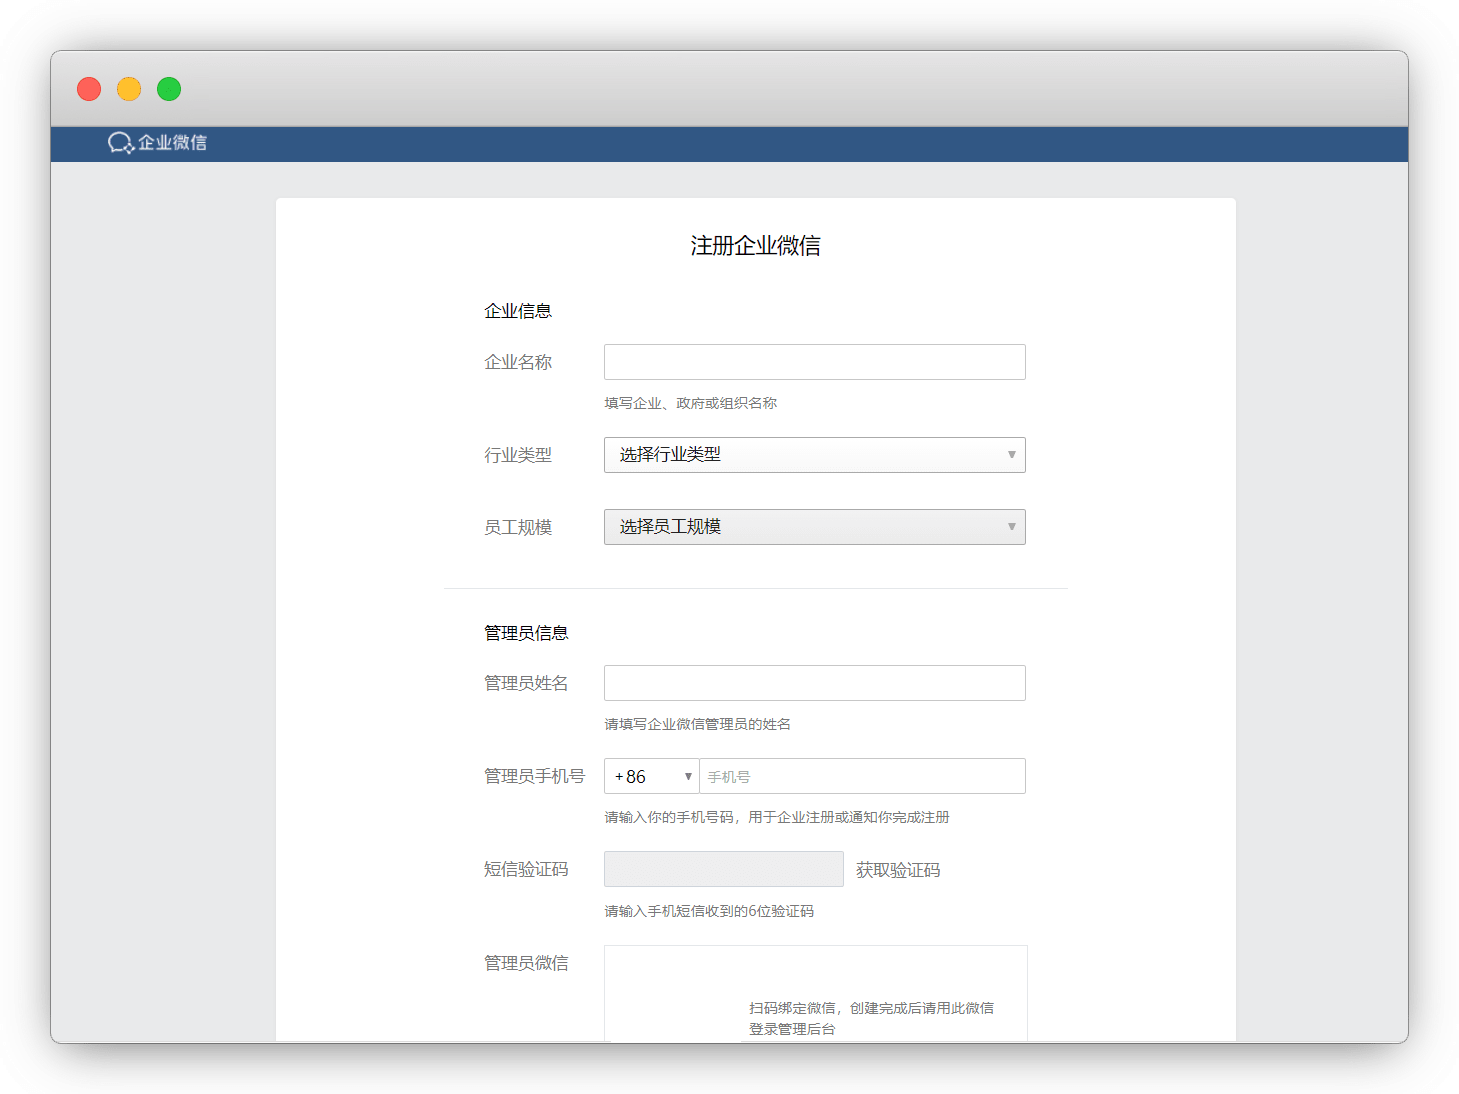 企业微信
注册企业微信
企业信息
企业名称
填写企业、政府或组织名称
行业类型 选择行业类型
员工规模 选择员工规模
管理员信息
管理员姓名
请填写企业微信管理员的姓名
管理员手机号 +86 手机号
请输入你的手机号码，用于企业注册或通知你完成注册
短信验证码 获取验证码
请输入手机短信收到的6位验证码
管理员微信
扫码绑定微信，创建完成后请用此微信
登录管理后台